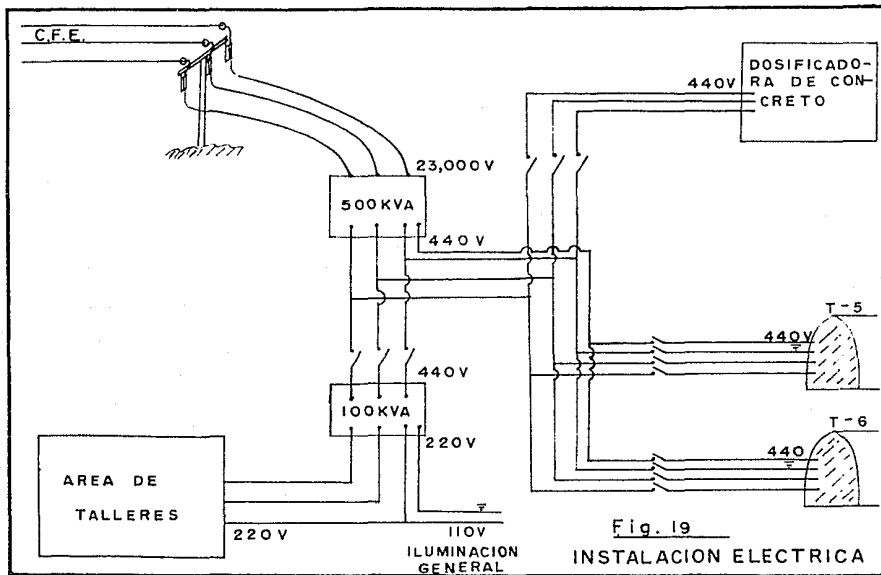 C.F.E.
DOSIFICADO-
RA DE CON-
CRETO
440V
23,000V
500KVA
440V
T-5
440V
440V
100KVA
220V
T-6
440
AREA DE
TALLERES
220V
110V
ILUMINACION
GENERAL
Fig. 19
INSTALACION ELECTRICA